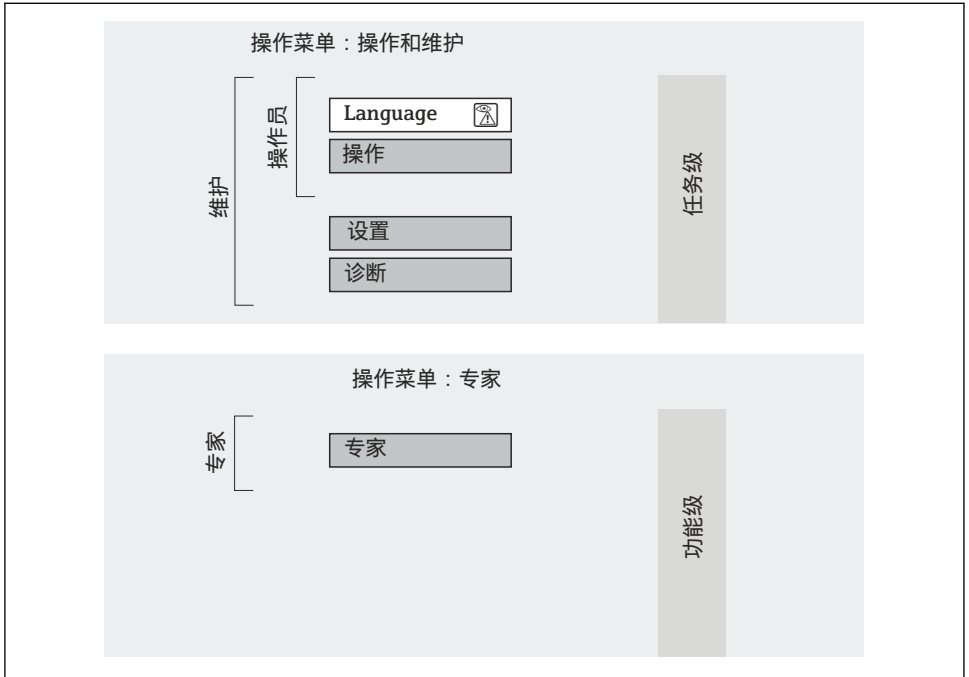 操作菜单：操作和维护
维护
操作员
Language
操作
设置
诊断
任务级
操作菜单：专家
专家
专家
功能级